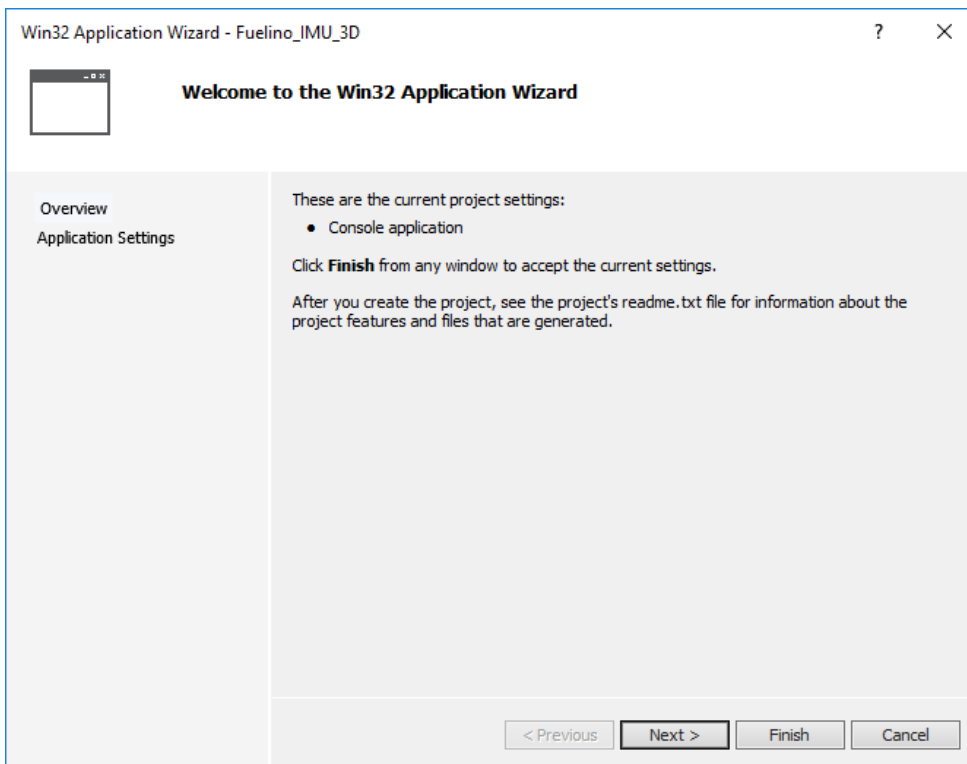 Win32 Application Wizard - Fuelino_IMU_3D ?
Welcome to the Win32 Application Wizard
Overview
Application Settings
These are the current project settings:
• Console application
Click Finish from any window to accept the current settings.
After you create the project, see the project's readme.txt file for information about the
project features and files that are generated.
< Previous Next > Finish Cancel